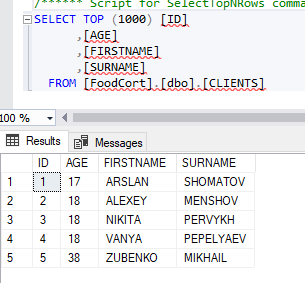 /****** Script for SelectTopNRows comma
SELECT TOP (1000) [ID]
,[AGE]
,[FIRSTNAME]
,[SURNAME]
FROM [FoodCort].[dbo].[CLIENTS]
100 %
Results Messages
ID AGE FIRSTNAME SURNAME
1 1 17 ARSLAN SHOMATOV
2 2 18 ALEXEY MENSHOV
3 3 18 NIKITA PERVYKH
4 4 18 VANYA PEPELYAEV
5 5 38 ZUBENKO MIKHAIL